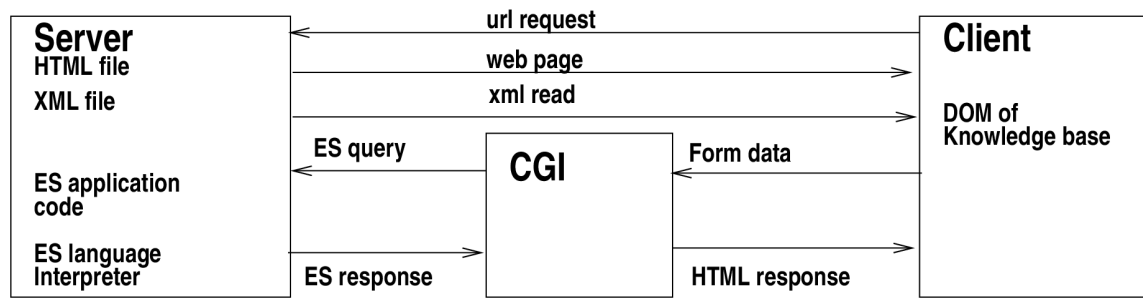 Server
HTML file
XML file
ES application
code
ES language
Interpreter
url request
web page
xml read
ES query
ES response
CGI
Form data
HTML response
Client
DOM of
Knowledge base